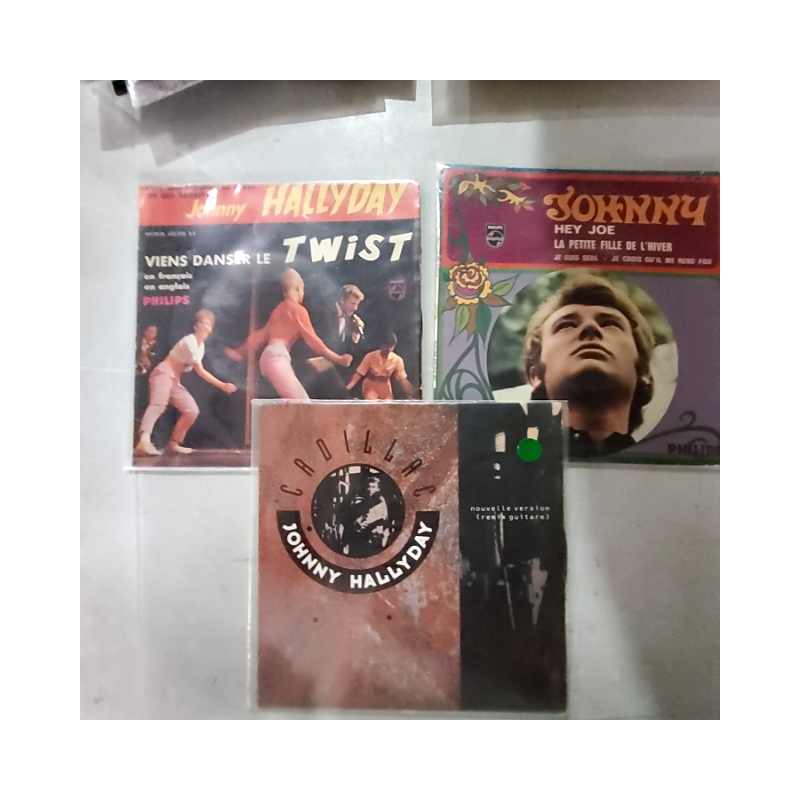 Johnny HALLYDAY
VIENS DANSER LE TWIST
en français
en anglais
PHILIPS
PHILIPS
JOHNNY
HEY JOE
LA PETITE FILLE DE L'HIVER
JE SUIS SEUL - JE CROIS QU'IL ME REND FOU
PHILIPS
CADILLAC
JOHNNY HALLYDAY
nouvelle version
(remix guitare)